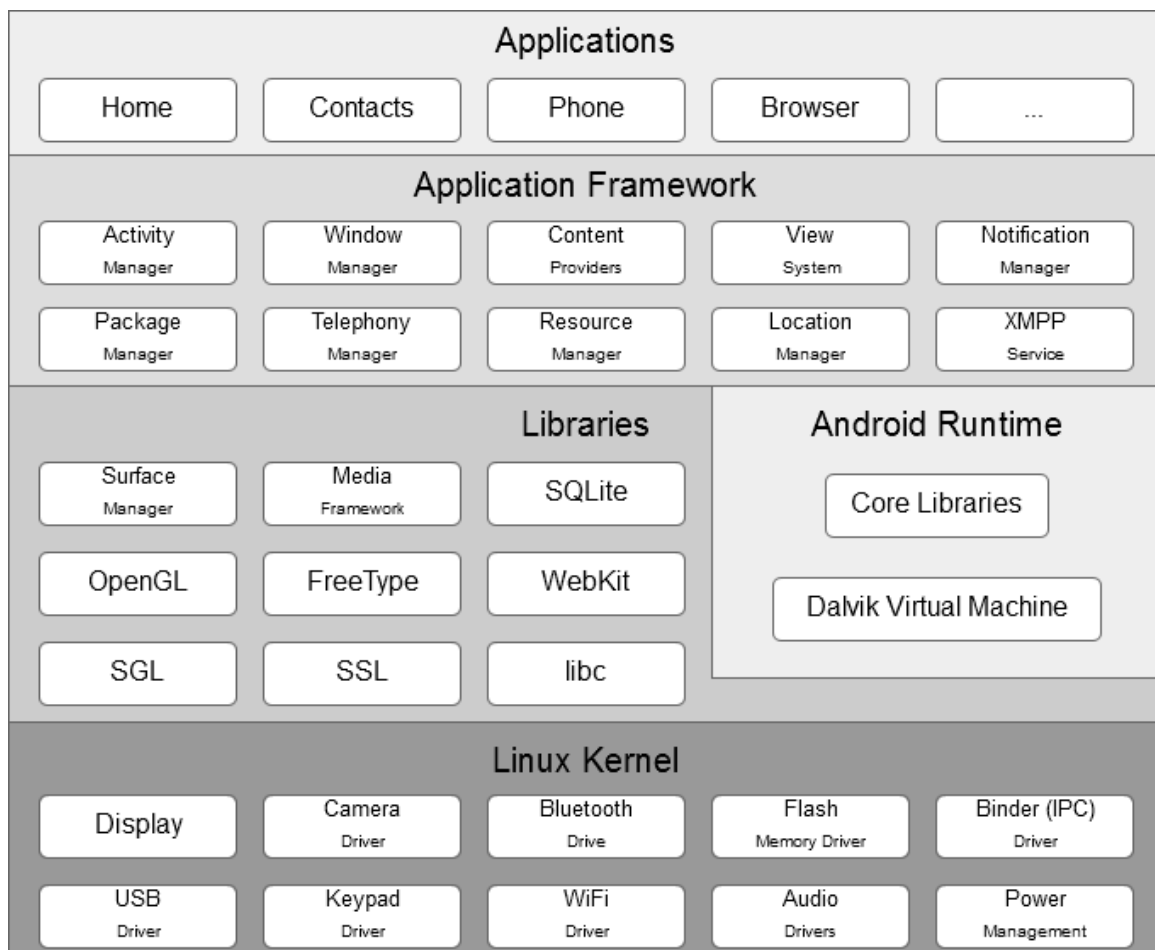 Applications
Home
Contacts
Phone
Browser
...
Application Framework
Activity
Manager
Window
Manager
Content
Providers
View
System
Notification
Manager
Package
Manager
Telephony
Manager
Resource
Manager
Location
Manager
XMPP
Service
Libraries
Surface
Manager
Media
Framework
SQLite
OpenGL
FreeType
WebKit
SGL
SSL
libc
Android Runtime
Core Libraries
Dalvik Virtual Machine
Linux Kernel
Display
Camera
Driver
Bluetooth
Drive
Flash
Memory Driver
Binder (IPC)
Driver
USB
Driver
Keypad
Driver
WiFi
Driver
Audio
Drivers
Power
Management